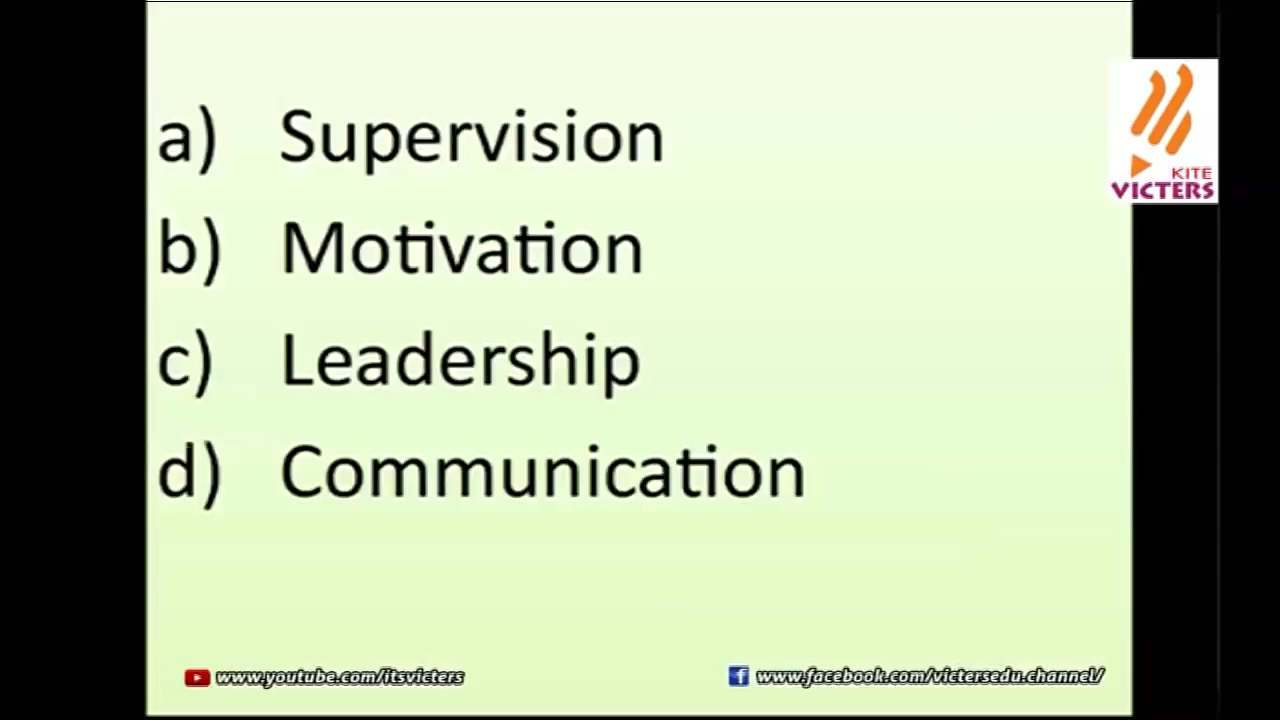 a) Supervision
b) Motivation
c) Leadership
d) Communication
KITE
VICTERS
www.youtube.com/itsvicters
www.facebook.com/victersedu.channel/